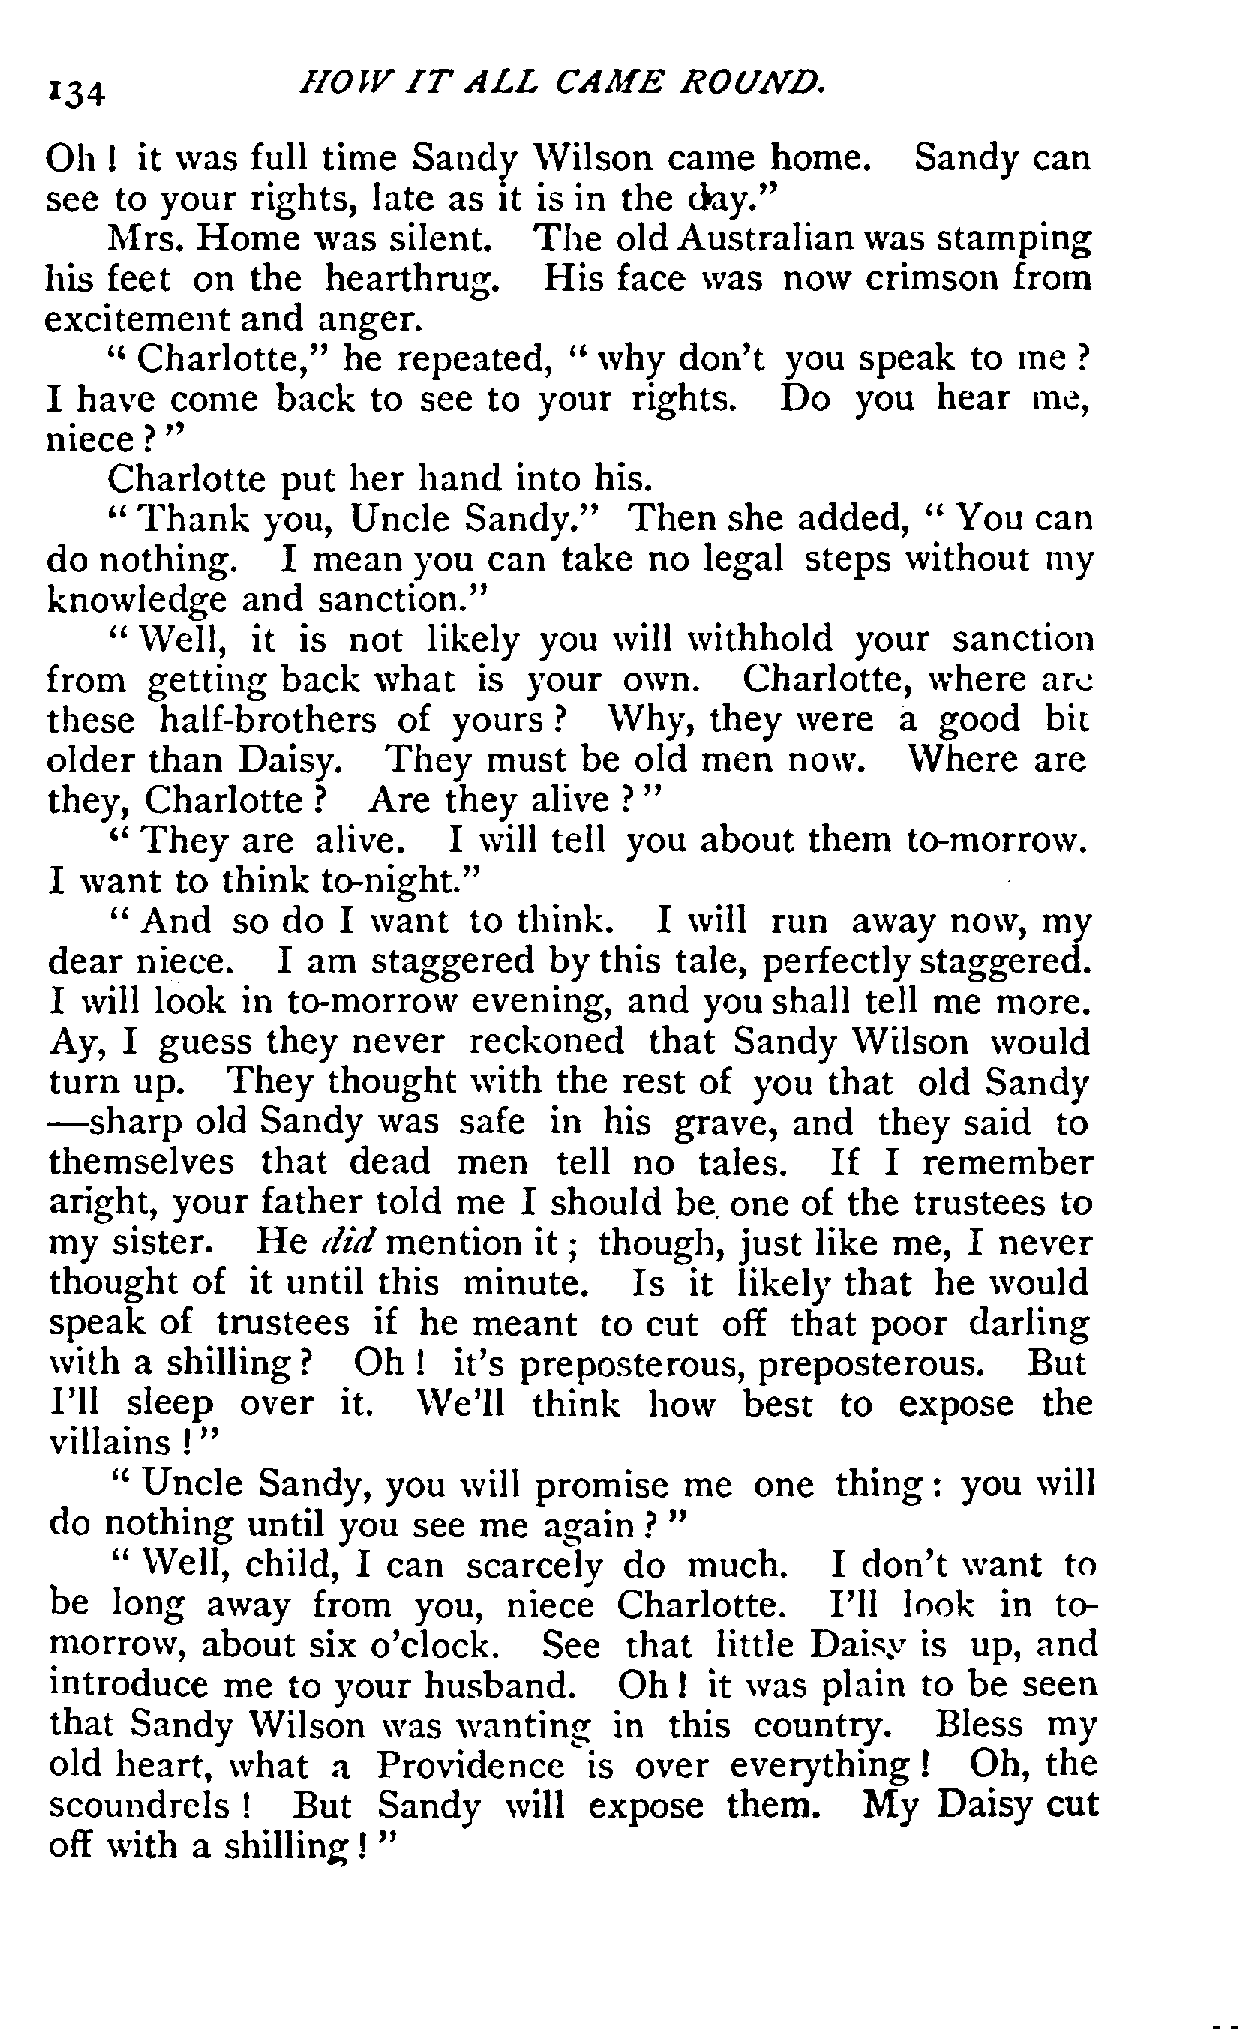 134 HOW IT ALL CAME ROUND.
Oh! it was full time Sandy Wilson came home. Sandy can
see to your rights, late as it is in the day."
Mrs. Home was silent. The old Australian was stamping
his feet on the hearthrug. His face was now crimson from
excitement and anger.
"Charlotte," he repeated, "why don't you speak to me?
I have come back to see to your rights. Do you hear me,
niece?"
Charlotte put her hand into his.
"Thank you, Uncle Sandy." Then she added, "You can
do nothing. I mean you can take no legal steps without my
knowledge and sanction."
"Well, it is not likely you will withhold your sanction
from getting back what is your own. Charlotte, where are
these half-brothers of yours? Why, they were a good bit
older than Daisy. They must be old men now. Where are
they, Charlotte? Are they alive?"
"They are alive. I will tell you about them to-morrow.
I want to think to-night."
"And so do I want to think. I will run away now, my
dear niece. I am staggered by this tale, perfectly staggered.
I will look in to-morrow evening, and you shall tell me more.
Ay, I guess they never reckoned that Sandy Wilson would
turn up. They thought with the rest of you that old Sandy
—sharp old Sandy was safe in his grave, and they said to
themselves that dead men tell no tales. If I remember
aright, your father told me I should be one of the trustees to
my sister. He did mention it; though, just like me, I never
thought of it until this minute. Is it likely that he would
speak of trustees if he meant to cut off that poor darling
with a shilling? Oh! it's preposterous, preposterous. But
I'll sleep over it. We'll think how best to expose the
villains!"
"Uncle Sandy, you will promise me one thing: you will
do nothing until you see me again?"
"Well, child, I can scarcely do much. I don't want to
be long away from you, niece Charlotte. I'll look in to-
morrow, about six o'clock. See that little Daisy is up, and
introduce me to your husband. Oh! it was plain to be seen
that Sandy Wilson was wanting in this country. Bless my
old heart, what a Providence is over everything! Oh, the
scoundrels! But Sandy will expose them. My Daisy cut
off with a shilling!"